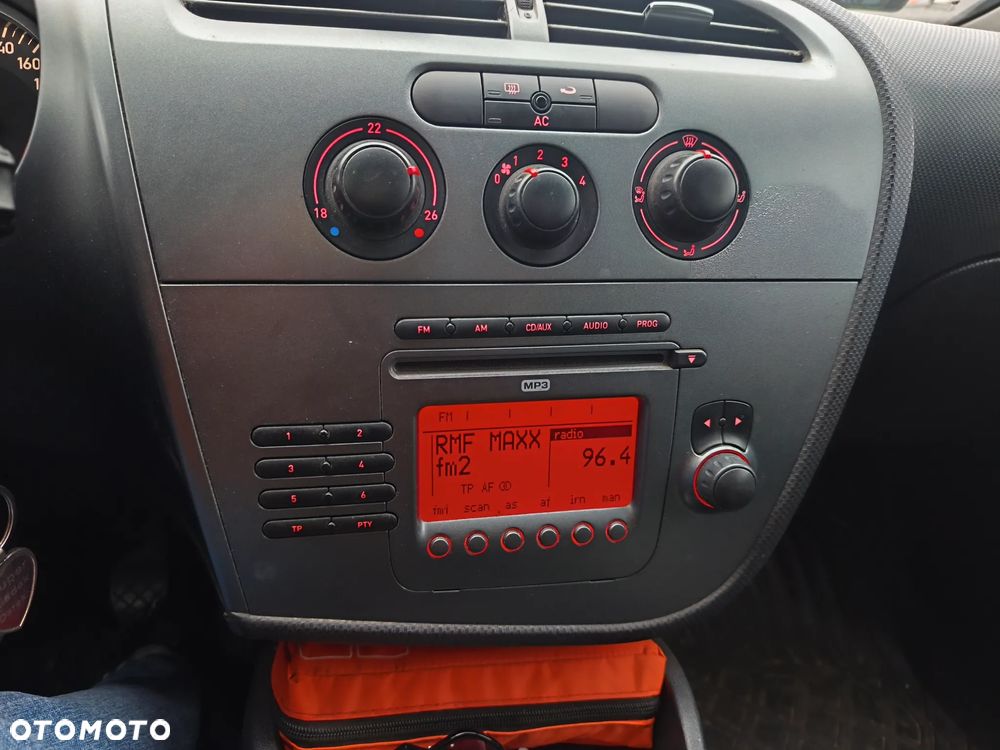 40
160
AC
22
18
26
0 1 2 3 4
FM AM CD/AUX AUDIO PROG
MP3
1 2
3 4
5 6
TP PTY
FM
RMF MAXX
fm2
radio
96.4
TP AF
scan as af irn man
OTOMOTO